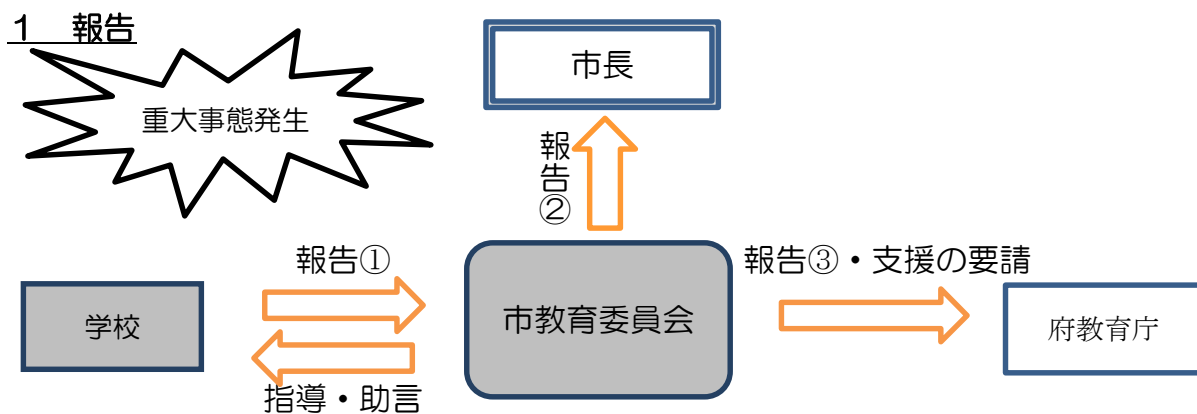 １　報告
重大事態発生
市長
報告②
報告①
報告③・支援の要請
学校
市教育委員会
府教育庁
指導・助言